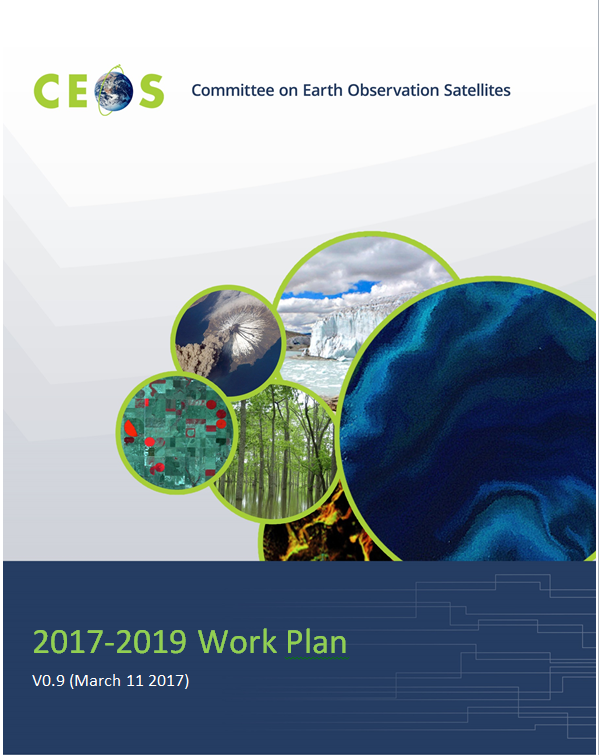 CEOS
Committee on Earth Observation Satellites
2017-2019 Work Plan
V0.9 (March 11 2017)